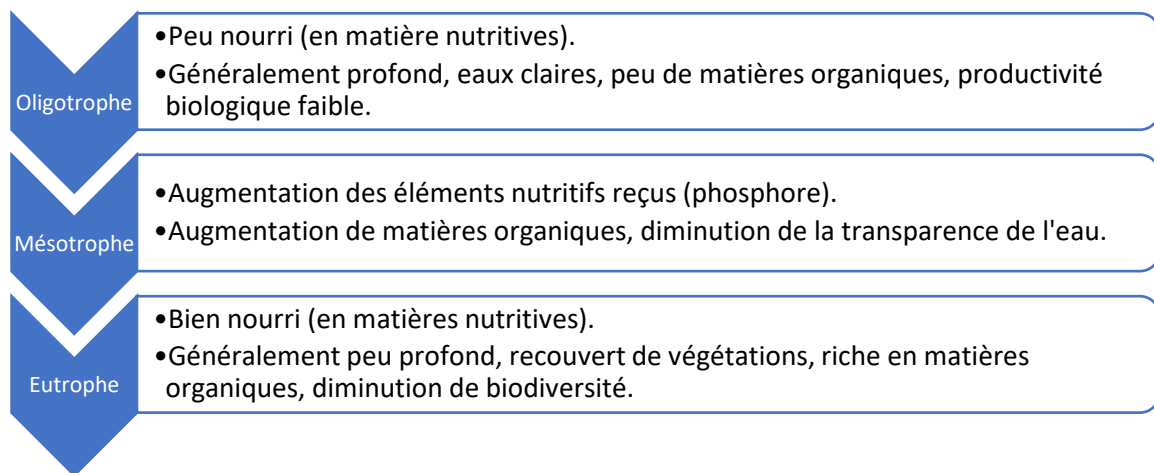 •Peu nourri (en matière nutritives).
•Généralement profond, eaux claires, peu de matières organiques, productivité
biologique faible.
Oligotrophe
•Augmentation des éléments nutritifs reçus (phosphore).
•Augmentation de matières organiques, diminution de la transparence de l'eau.
Mésotrophe
•Bien nourri (en matières nutritives).
•Généralement peu profond, recouvert de végétations, riche en matières
organiques, diminution de biodiversité.
Eutrophe